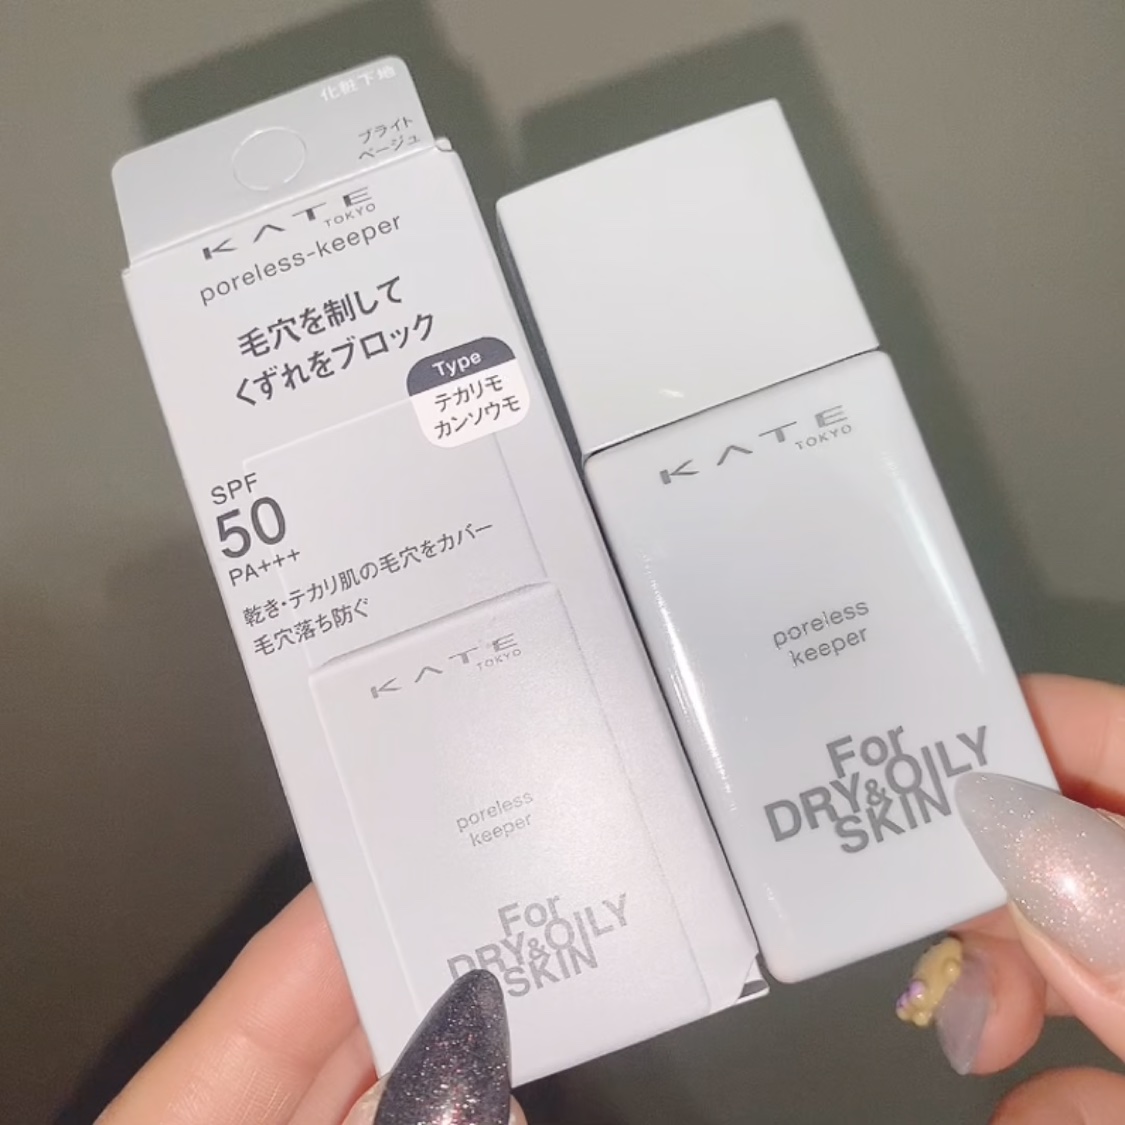 化粧下地
ブライト
ベージュ
KATE
TOKYO
poreless-keeper
毛穴を制して
くずれをブロック
Type
テカリモ
カンソウモ
SPF
50
PA+++
乾き・テカリ肌の毛穴をカバー
毛穴落ち防ぐ
KATE
TOKYO
poreless
keeper
For
DRY&OILY
SKIN
KATE
TOKYO
poreless
keeper
For
DRY&OILY
SKIN